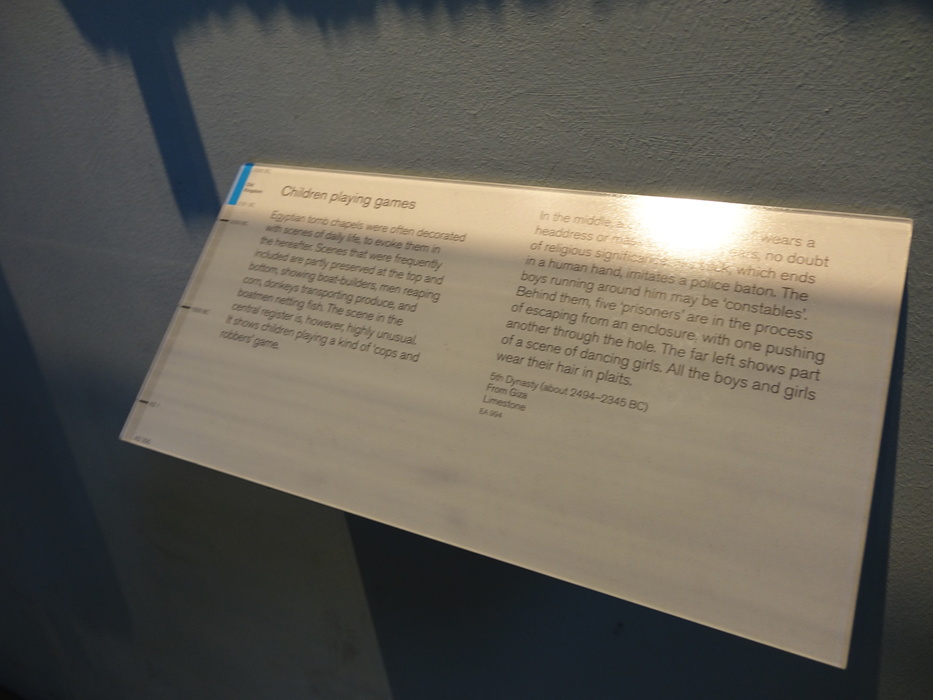 Children playing games
Egyptian tomb chapels were often decorated
with scenes of daily life, to evoke them in
the hereafter. Scenes that were frequently
included are partly preserved at the top and
bottom, showing boat-builders, men reaping
corn, donkeys transporting produce, and
boatmen netting fish. The scene in the
central register is, however, highly unusual.
It shows children playing a kind of 'cops and
robbers' game.
In the middle, a wears a
headdress or no doubt
of religious which ends
in a human hand, imitates a police baton. The
boys running around him may be 'constables'.
Behind them, five 'prisoners' are in the process
of escaping from an enclosure, with one pushing
another through the hole. The far left shows part
of a scene of dancing girls. All the boys and girls
wear their hair in plaits.
5th Dynasty (about 2494–2345 BC)
From Giza
Limestone
EA 994